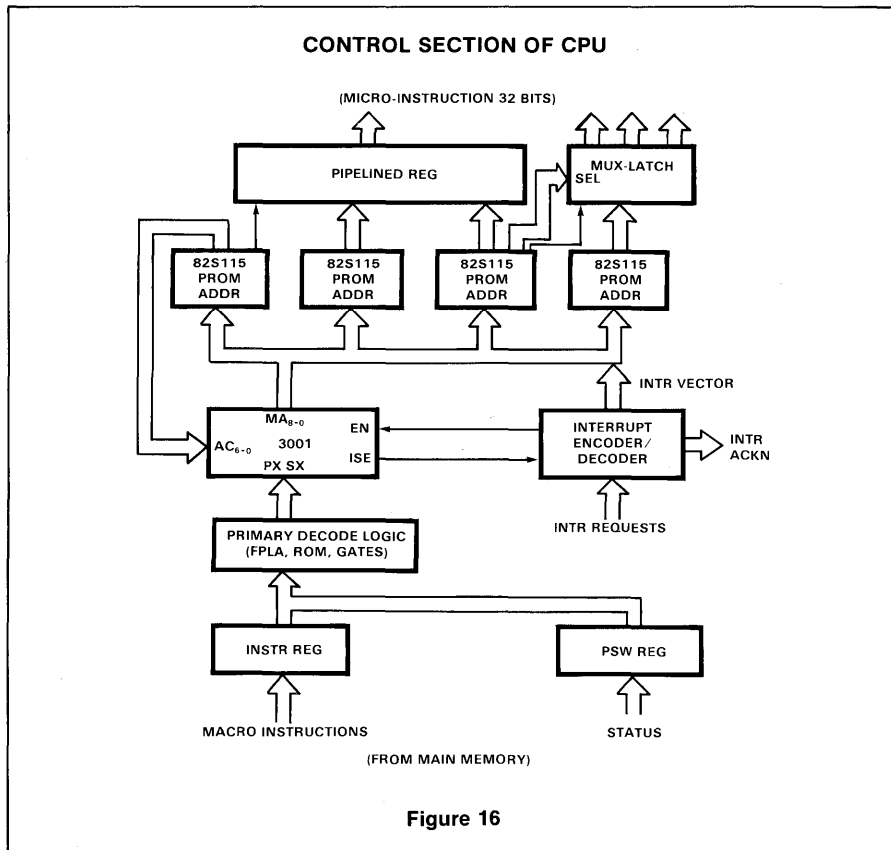 CONTROL SECTION OF CPU
(MICRO-INSTRUCTION 32 BITS)
PIPELINED REG
MUX-LATCH
SEL
82S115
PROM
ADDR
82S115
PROM
ADDR
82S115
PROM
ADDR
82S115
PROM
ADDR
INTR VECTOR
MA8-0
EN
3001
AC6-0
ISE
PX SX
INTERRUPT
ENCODER/
DECODER
INTR
ACKN
INTR REQUESTS
PRIMARY DECODE LOGIC
(FPLA, ROM, GATES)
INSTR REG
PSW REG
MACRO INSTRUCTIONS
STATUS
(FROM MAIN MEMORY)
Figure 16